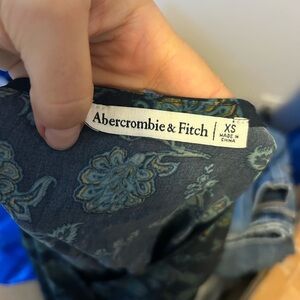 Abercrombie & Fitch
XS
MADE IN
CHINA